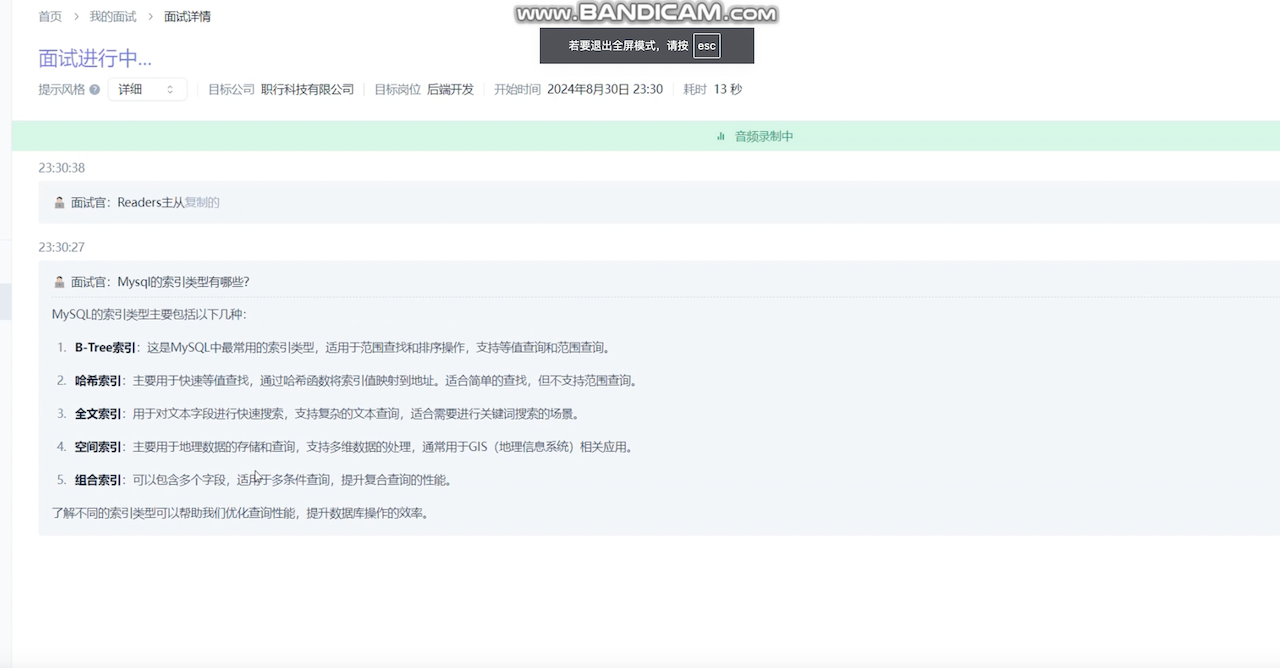 www.BANDICAM.com
首页 > 我的面试 > 面试详情
若要退出全屏模式，请按 esc
面试进行中...
提示风格 ? 详细 目标公司 职行科技有限公司 目标岗位 后端开发 开始时间 2024年8月30日 23:30 耗时 13 秒
音频录制中
23:30:38
面试官：Readers主从复制的
23:30:27
面试官：Mysql的索引类型有哪些?
MySQL的索引类型主要包括以下几种：
1. B-Tree索引：这是MySQL中最常用的索引类型，适用于范围查找和排序操作，支持等值查询和范围查询。
2. 哈希索引：主要用于快速等值查找，通过哈希函数将索引值映射到地址。适合简单的查找，但不支持范围查询。
3. 全文索引：用于对文本字段进行快速搜索，支持复杂的文本查询，适合需要进行关键词搜索的场景。
4. 空间索引：主要用于地理数据的存储和查询，支持多维数据的处理，通常用于GIS（地理信息系统）相关应用。
5. 组合索引：可以包含多个字段，适用于多条件查询，提升复合查询的性能。
了解不同的索引类型可以帮助我们优化查询性能，提升数据库操作的效率。